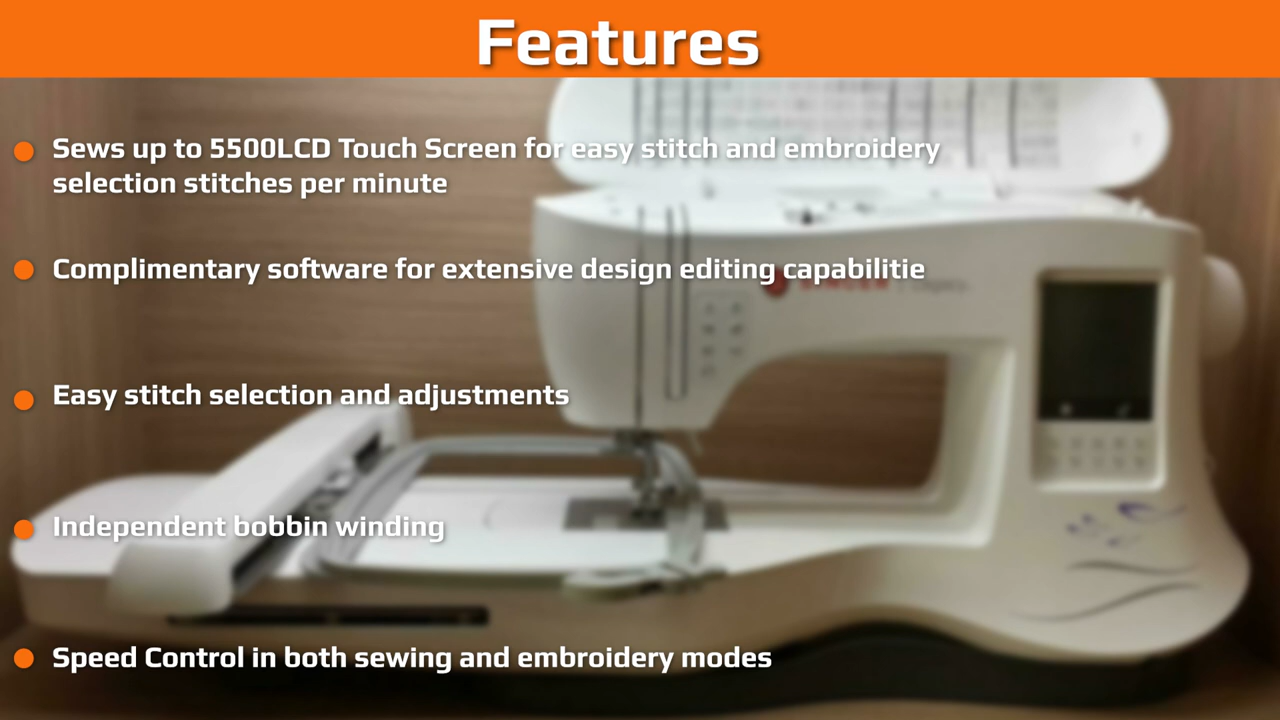 Features
Sews up to 5500LCD Touch Screen for easy stitch and embroidery
selection stitches per minute
Complimentary software for extensive design editing capabilitie
SINGER
Easy stitch selection and adjustments
Independent bobbin winding
Speed Control in both sewing and embroidery modes